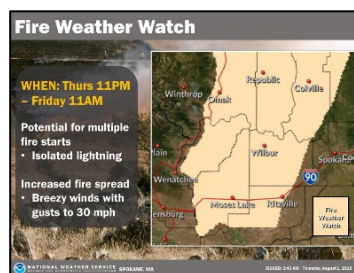 Fire Weather Watch
WHEN: Thurs 11PM
– Friday 11AM
Potential for multiple
fire starts
• Isolated lightning
Increased fire spread
• Breezy winds with
gusts to 30 mph
Republic
Colville
Winthrop
Omak
Wilbur
Spokane
Wenatchee
90
Moses Lake
Ritzville
Fire
Weather
Watch
NATIONAL WEATHER SERVICE SPOKANE, WA